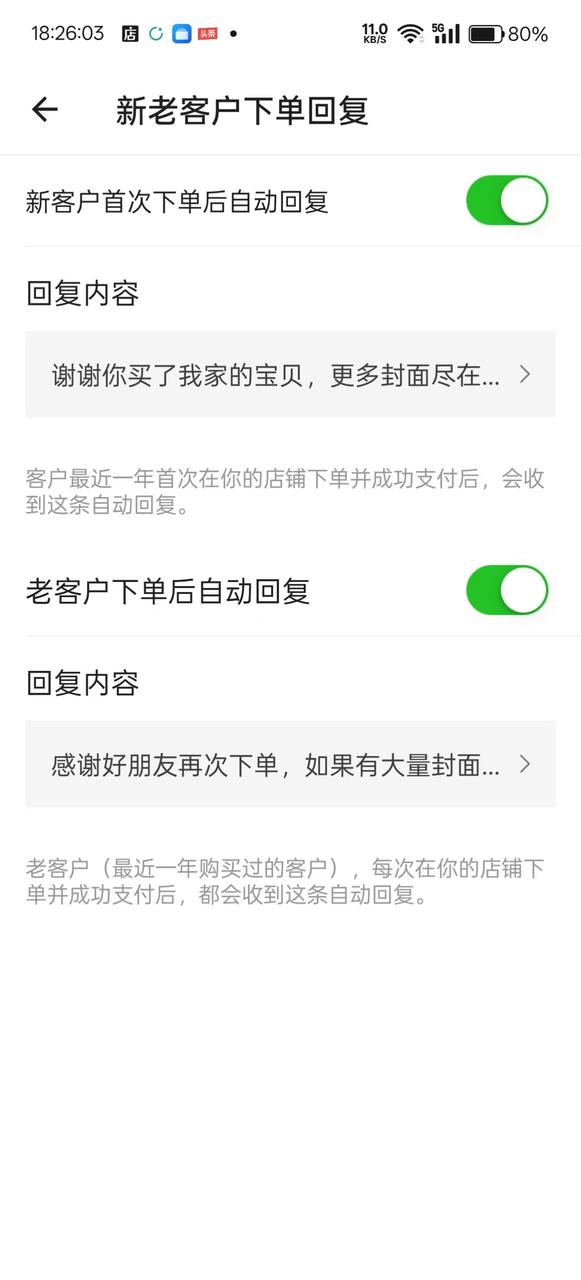 18:26:03 店 头条 11.0 KB/S 5G 80%
新老客户下单回复
新客户首次下单后自动回复
回复内容
谢谢你买了我家的宝贝，更多封面尽在...
客户最近一年首次在你的店铺下单并成功支付后，会收
到这条自动回复。
老客户下单后自动回复
回复内容
感谢好朋友再次下单，如果有大量封面...
老客户（最近一年购买过的客户），每次在你的店铺下
单并成功支付后，都会收到这条自动回复。